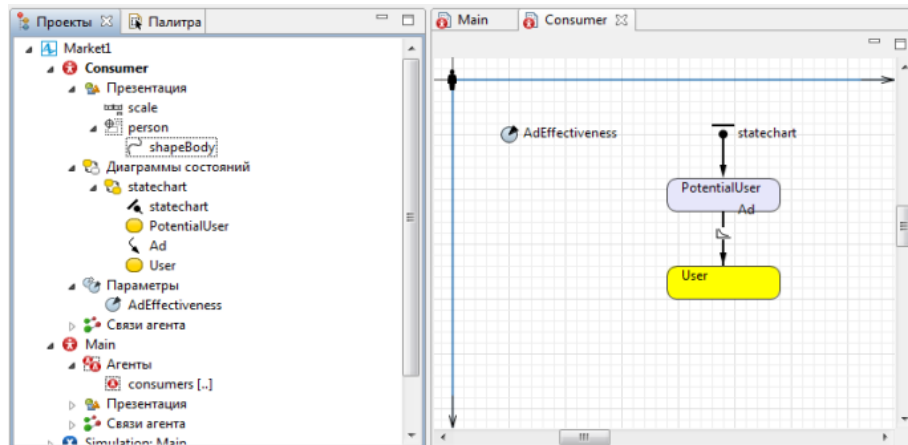 Проекты
Палитра
Market1
Consumer
Презентация
scale
person
shapeBody
Диаграммы состояний
statechart
statechart
PotentialUser
Ad
User
Параметры
AdEffectiveness
Связи агента
Main
Агенты
consumers [..]
Презентация
Связи агента
Simulation: Main
Main
Consumer
AdEffectiveness
statechart
PotentialUser
Ad
User